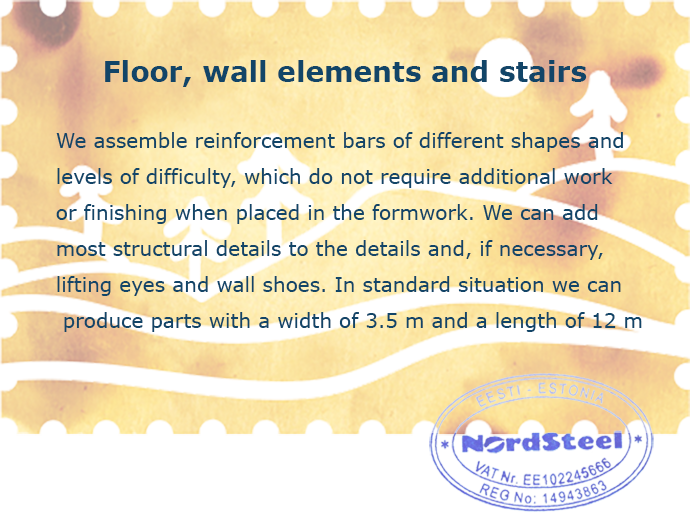 Floor, wall elements and stairs
We assemble reinforcement bars of different shapes and
levels of difficulty, which do not require additional work
or finishing when placed in the formwork. We can add
most structural details to the details and, if necessary,
lifting eyes and wall shoes. In standard situation we can
produce parts with a width of 3.5 m and a length of 12 m
EESTI - ESTONIA
* NordSteel *
VAT Nr. EE102245666
REG No: 14943863